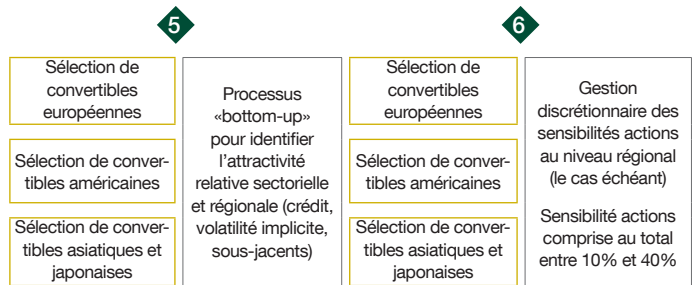 5
Sélection de
convertibles
européennes
Sélection de conver-
tibles américaines
Sélection de conver-
tibles asiatiques et
japonaises
Processus
«bottom-up»
pour identifier
l'attractivité
relative sectorielle
et régionale (crédit,
volatilité implicite,
sous-jacents)
6
Sélection de
convertibles
européennes
Sélection de conver-
tibles américaines
Sélection de conver-
tibles asiatiques et
japonaises
Gestion
discrétionnaire des
sensibilités actions
au niveau régional
(le cas échéant)
Sensibilité actions
comprise au total
entre 10% et 40%